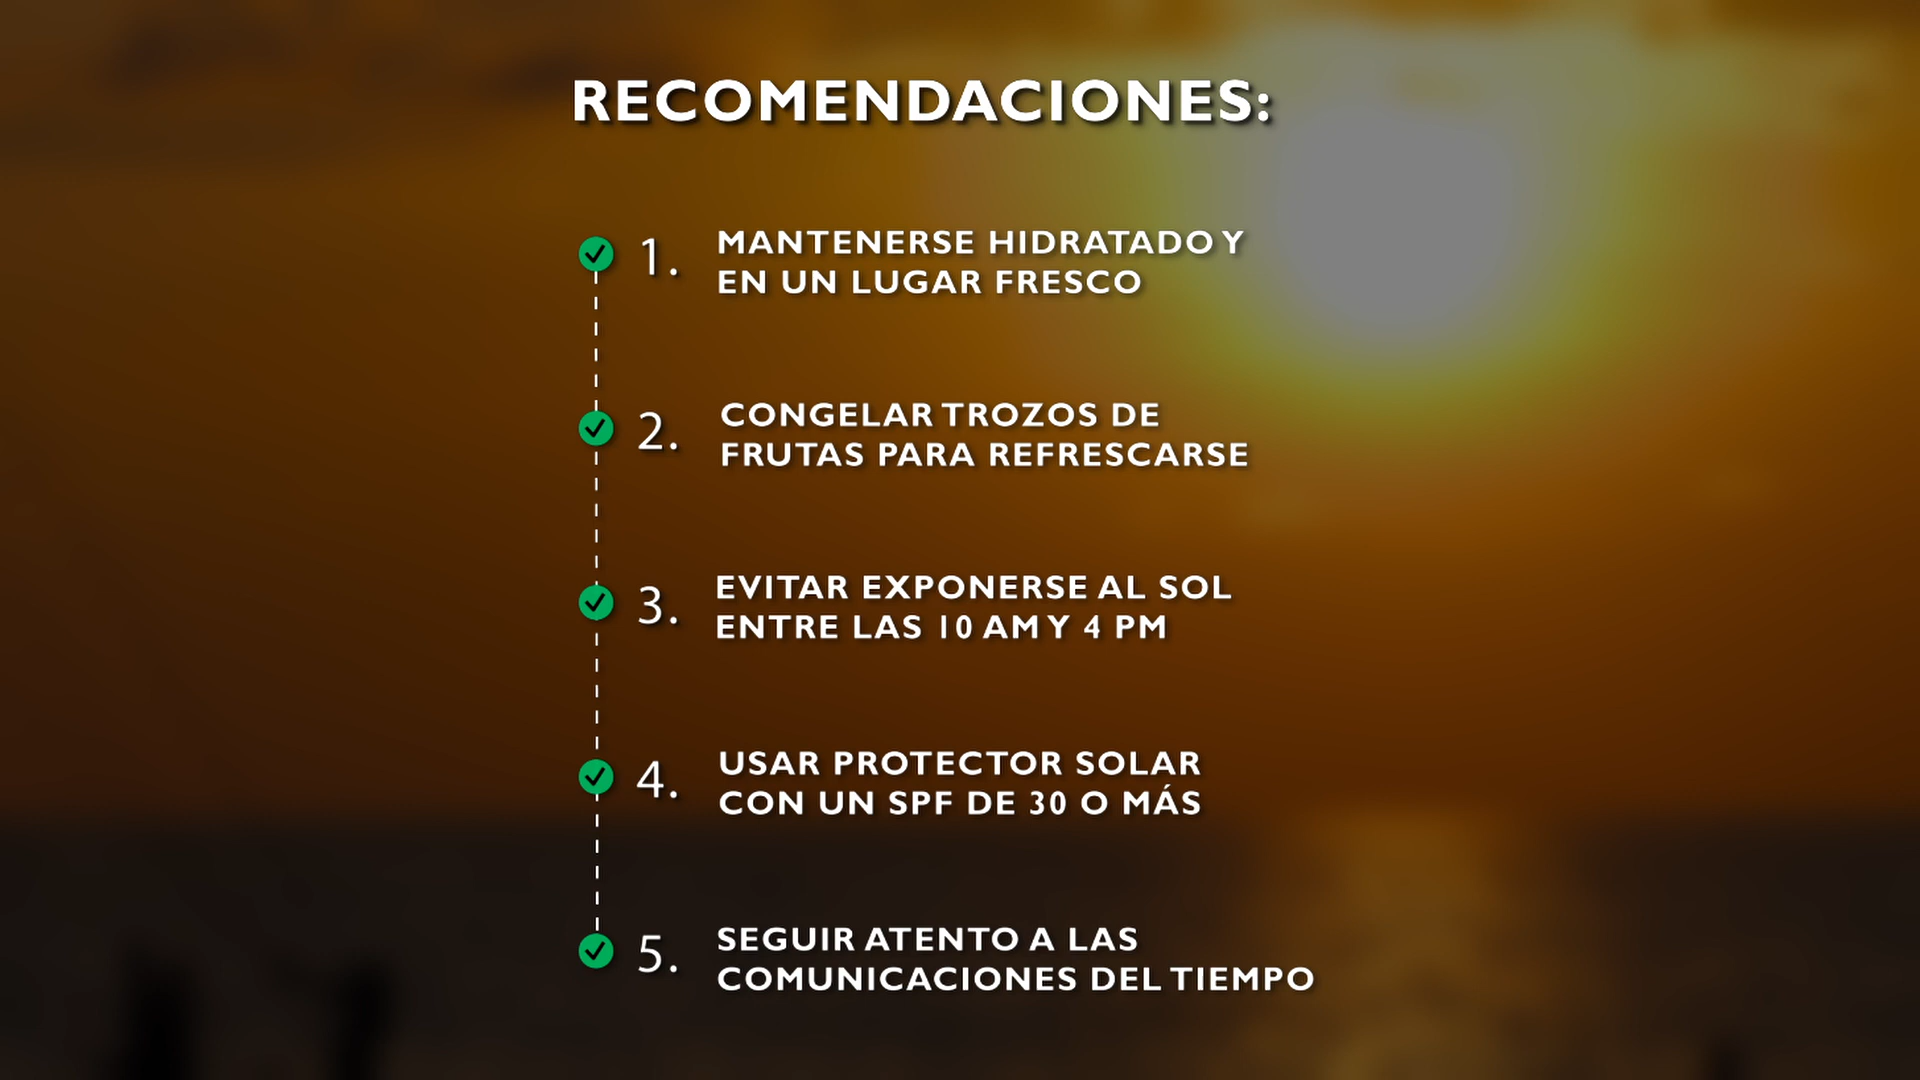 RECOMENDACIONES:
1. MANTENERSE HIDRATADO Y
EN UN LUGAR FRESCO
2. CONGELAR TROZOS DE
FRUTAS PARA REFRESCARSE
3. EVITAR EXPONERSE AL SOL
ENTRE LAS 10 AM Y 4 PM
4. USAR PROTECTOR SOLAR
CON UN SPF DE 30 O MÁS
5. SEGUIR ATENTO A LAS
COMUNICACIONES DEL TIEMPO